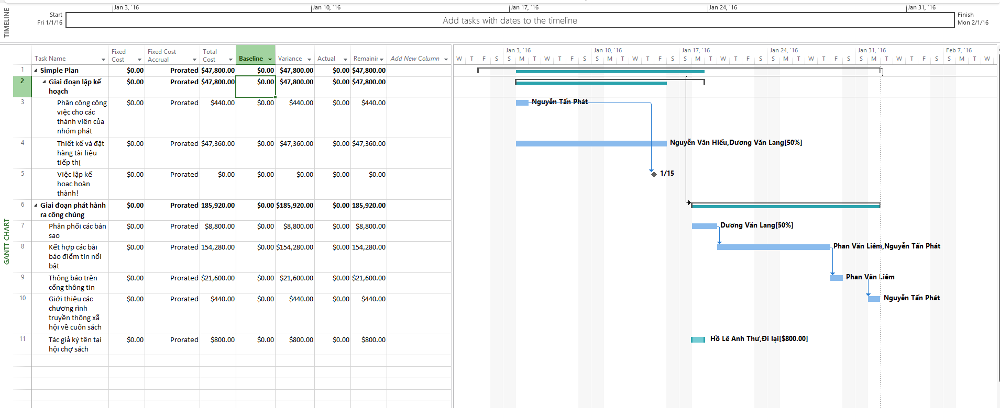 Jan 3, '16 Jan 10, '16 Jan 17, '16 Jan 24, '16 Jan 31, '16
TIMELINE
Start
Fri 1/1/16
Add tasks with dates to the timeline
Finish
Mon 2/1/16
GANTT CHART
Task Name Fixed Cost Fixed Cost Accrual Total Cost Baseline Variance Actual Remainin Add New Column
Jan 3, '16 Jan 10, '16 Jan 17, '16 Jan 24, '16 Jan 31, '16 Feb 7, '16
W T F S S M T W T F S S M T W T F S S M T W T F S S M T W T F S S M T W T F S S M T W
1 Simple Plan $0.00 Prorated $47,800.00 $0.00 $47,800.00 $0.00 $47,800.00
2 Giai đoạn lập kế $0.00 Prorated $47,800.00 $0.00 $47,800.00 $0.00 $47,800.00
hoạch
3 Phân công công $0.00 Prorated $440.00 $0.00 $440.00 $0.00 $440.00 Nguyễn Tấn Phát
việc cho các
thành viên của
nhóm phát
4 Thiết kế và đặt $0.00 Prorated $47,360.00 $0.00 $47,360.00 $0.00 $47,360.00 Nguyễn Văn Hiếu,Dương Văn Lang[50%]
hàng tài liệu
tiếp thị
5 Việc lập kế $0.00 Prorated $0.00 $0.00 $0.00 $0.00 $0.00 1/15
hoạc hoàn
thành!
6 Giai đoạn phát hành $0.00 Prorated 185,920.00 $0.00 $185,920.00 $0.00 185,920.00
ra công chúng
7 Phân phối các bản $0.00 Prorated $8,800.00 $0.00 $8,800.00 $0.00 $8,800.00 Dương Văn Lang[50%]
sao
8 Kết hợp các bài $0.00 Prorated 154,280.00 $0.00 $154,280.00 $0.00 154,280.00 Phan Văn Liêm,Nguyễn Tấn Phát
báo điểm tin nổi
bật
9 Thông báo trên $0.00 Prorated $21,600.00 $0.00 $21,600.00 $0.00 $21,600.00 Phan Văn Liêm
cổng thông tin
10 Giới thiệu các $0.00 Prorated $440.00 $0.00 $440.00 $0.00 $440.00 Nguyễn Tấn Phát
chương rình
truyền thông xã
hội về cuốn sách
11 Tác giả ký tên tại $0.00 Prorated $800.00 $0.00 $800.00 $0.00 $800.00 Hồ Lê Anh Thư,Đi lại[$800.00]
hội chợ sách